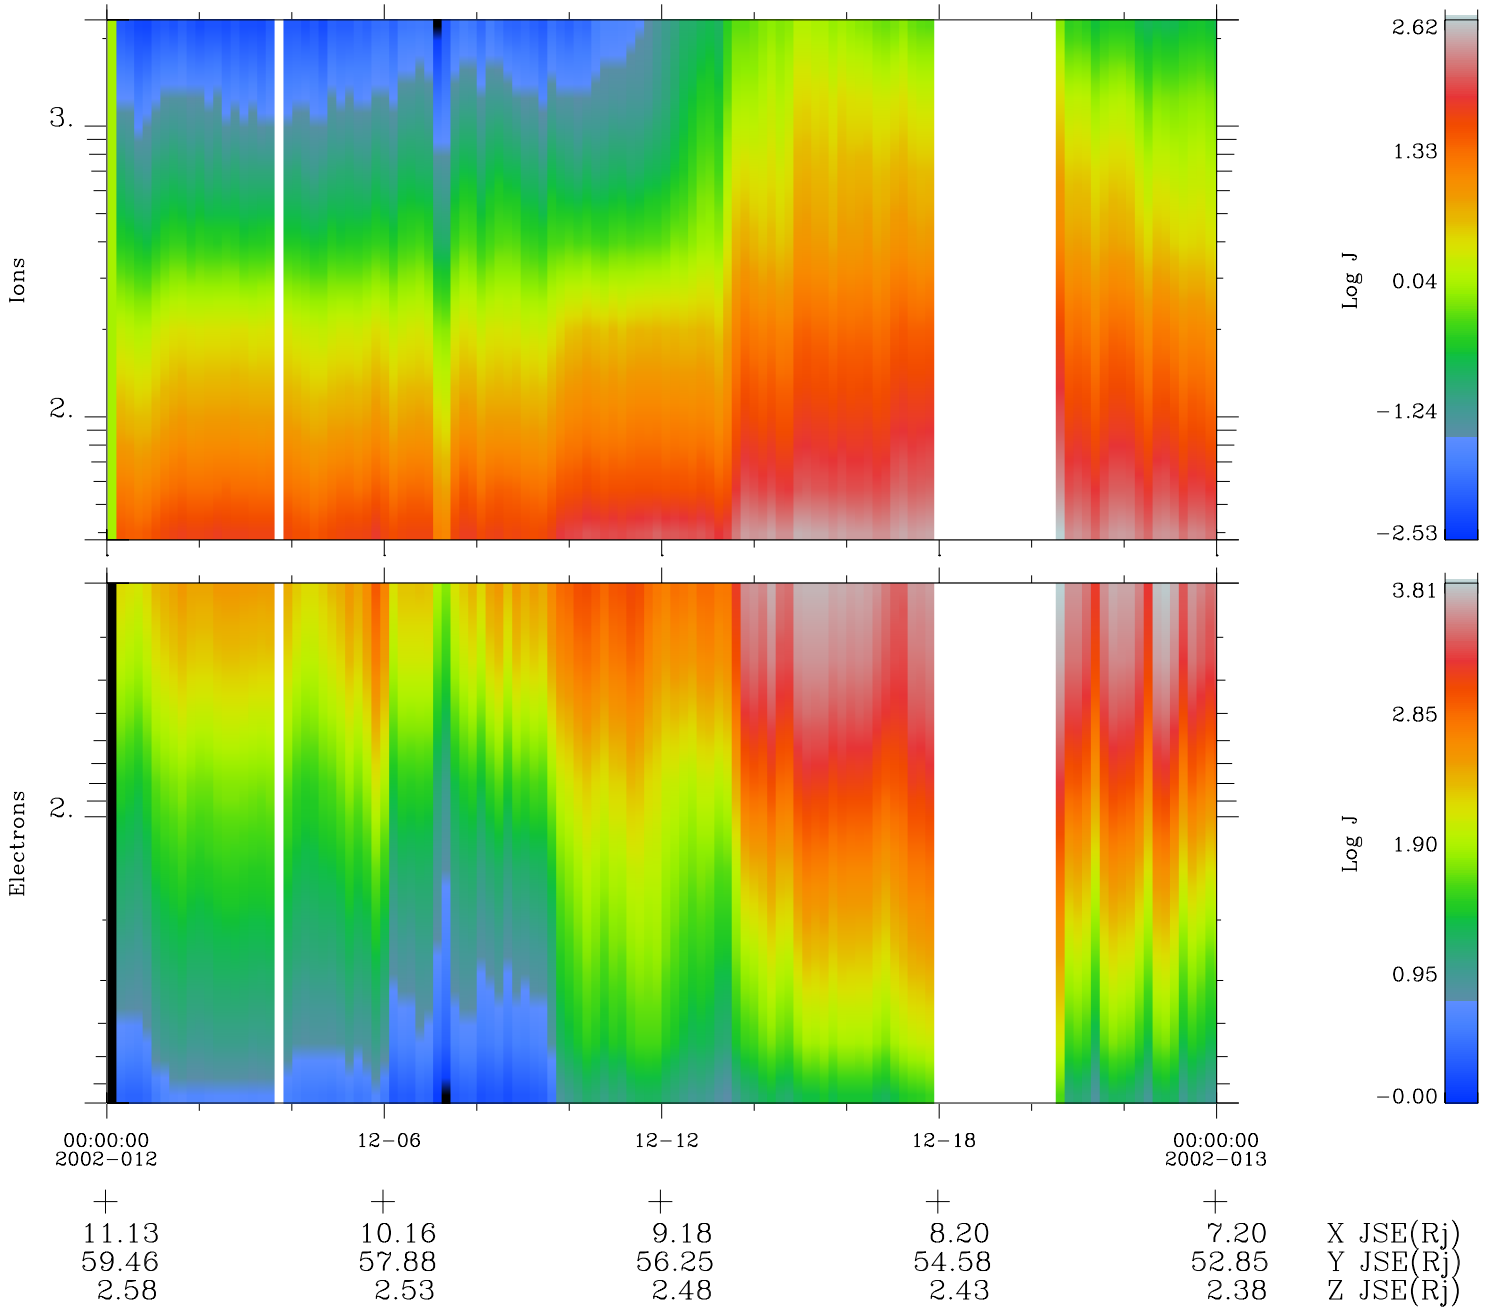 2.62
3.
1.33
Ions
Log J
0.04
2.
-1.24
-2.53
3.81
2.85
2.
Electrons
Log J
1.90
0.95
-0.00
00:00:00 12-06 12-12 12-18 00:00:00
2002-012 2002-013
11.13 10.16 9.18 8.20 7.20 X JSE(Rj)
59.46 57.88 56.25 54.58 52.85 Y JSE(Rj)
2.58 2.53 2.48 2.43 2.38 Z JSE(Rj)